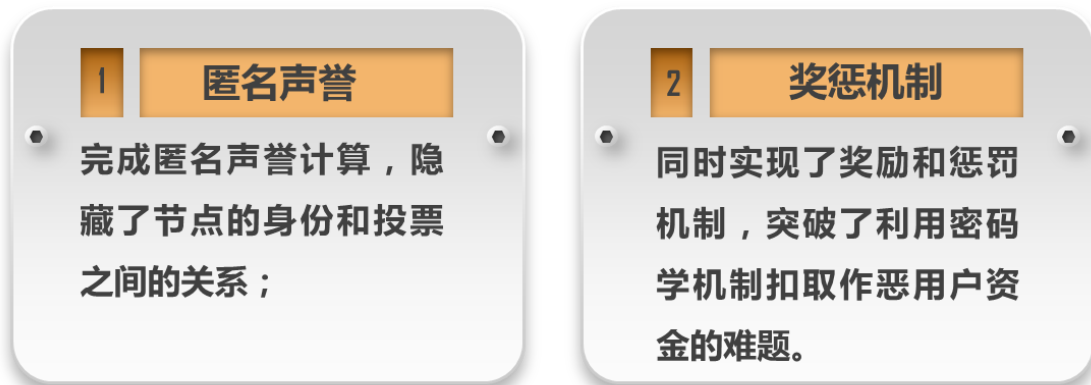 1
匿名声誉
完成匿名声誉计算，隐
藏了节点的身份和投票
之间的关系；
2
奖惩机制
同时实现了奖励和惩罚
机制，突破了利用密码
学机制扣取作恶用户资
金的难题。